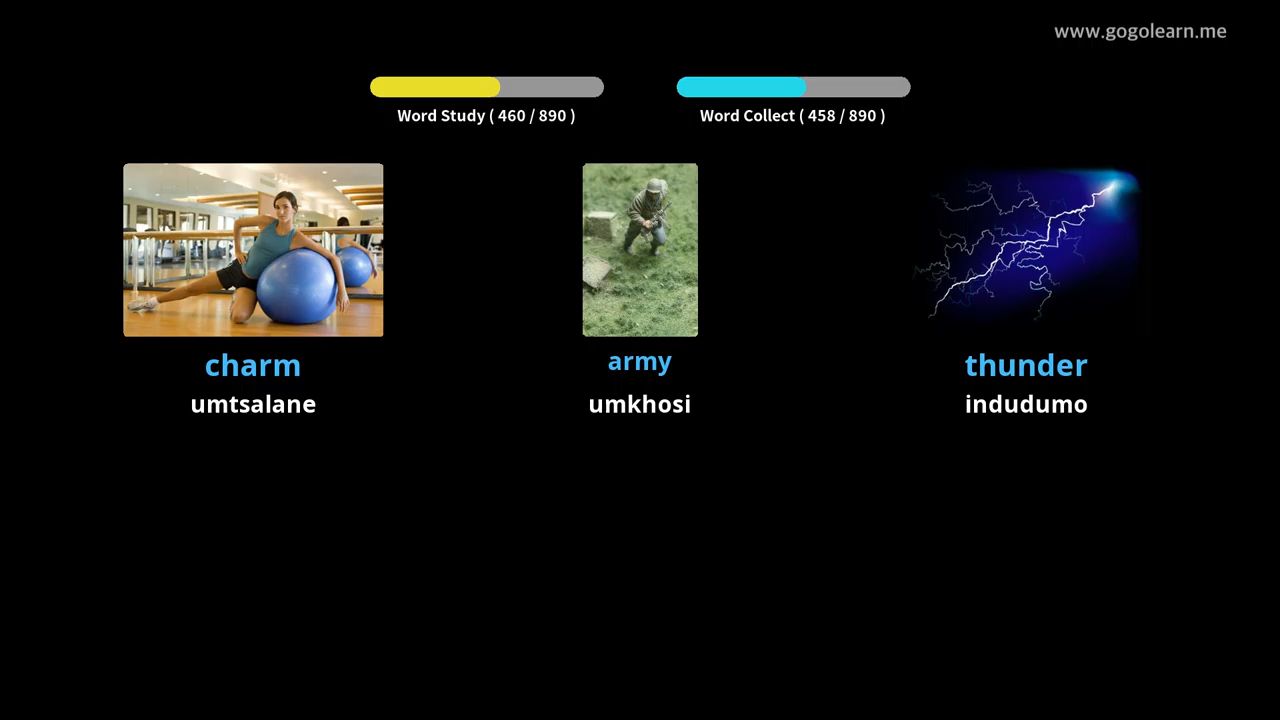 www.gogolearn.me
Word Study ( 460 / 890 )
Word Collect ( 458 / 890 )
charm
army
thunder
umtsalane
umkhosi
indudumo